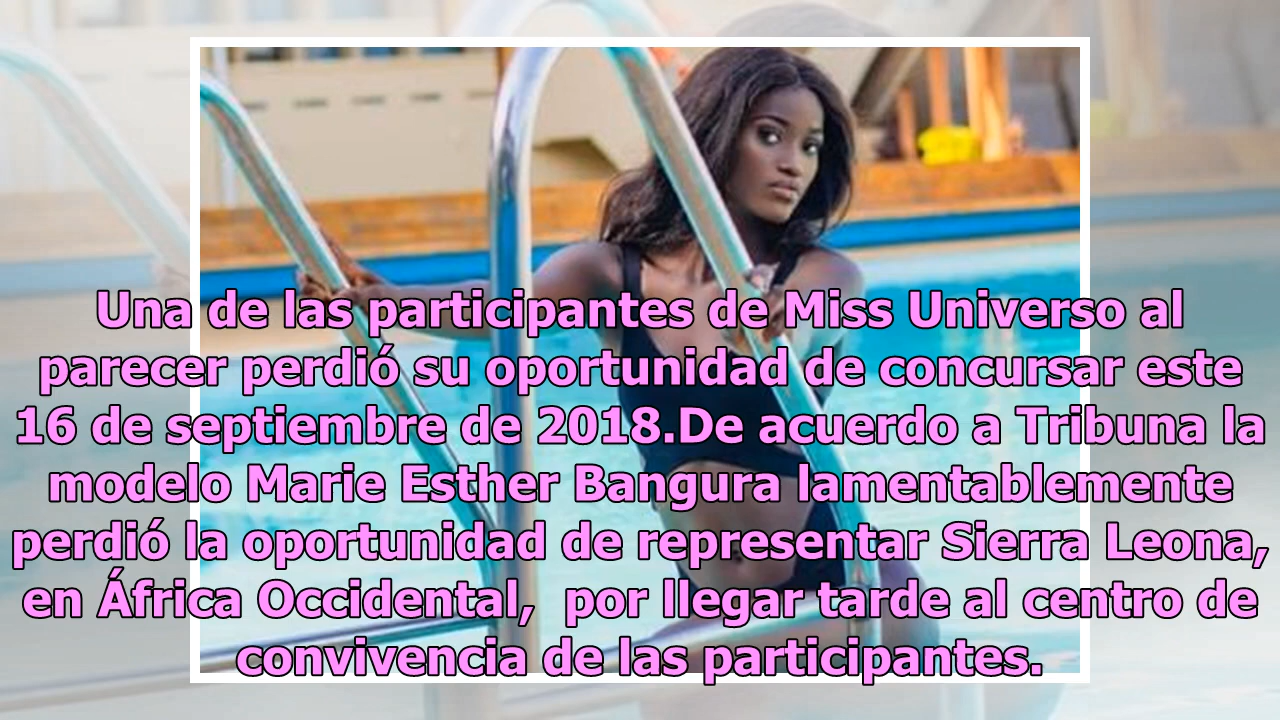 Una de las participantes de Miss Universo al
parecer perdió su oportunidad de concursar este
16 de septiembre de 2018.De acuerdo a Tribuna la
modelo Marie Esther Bangura lamentablemente
perdió la oportunidad de representar Sierra Leona,
en África Occidental,  por llegar tarde al centro de
convivencia de las participantes.